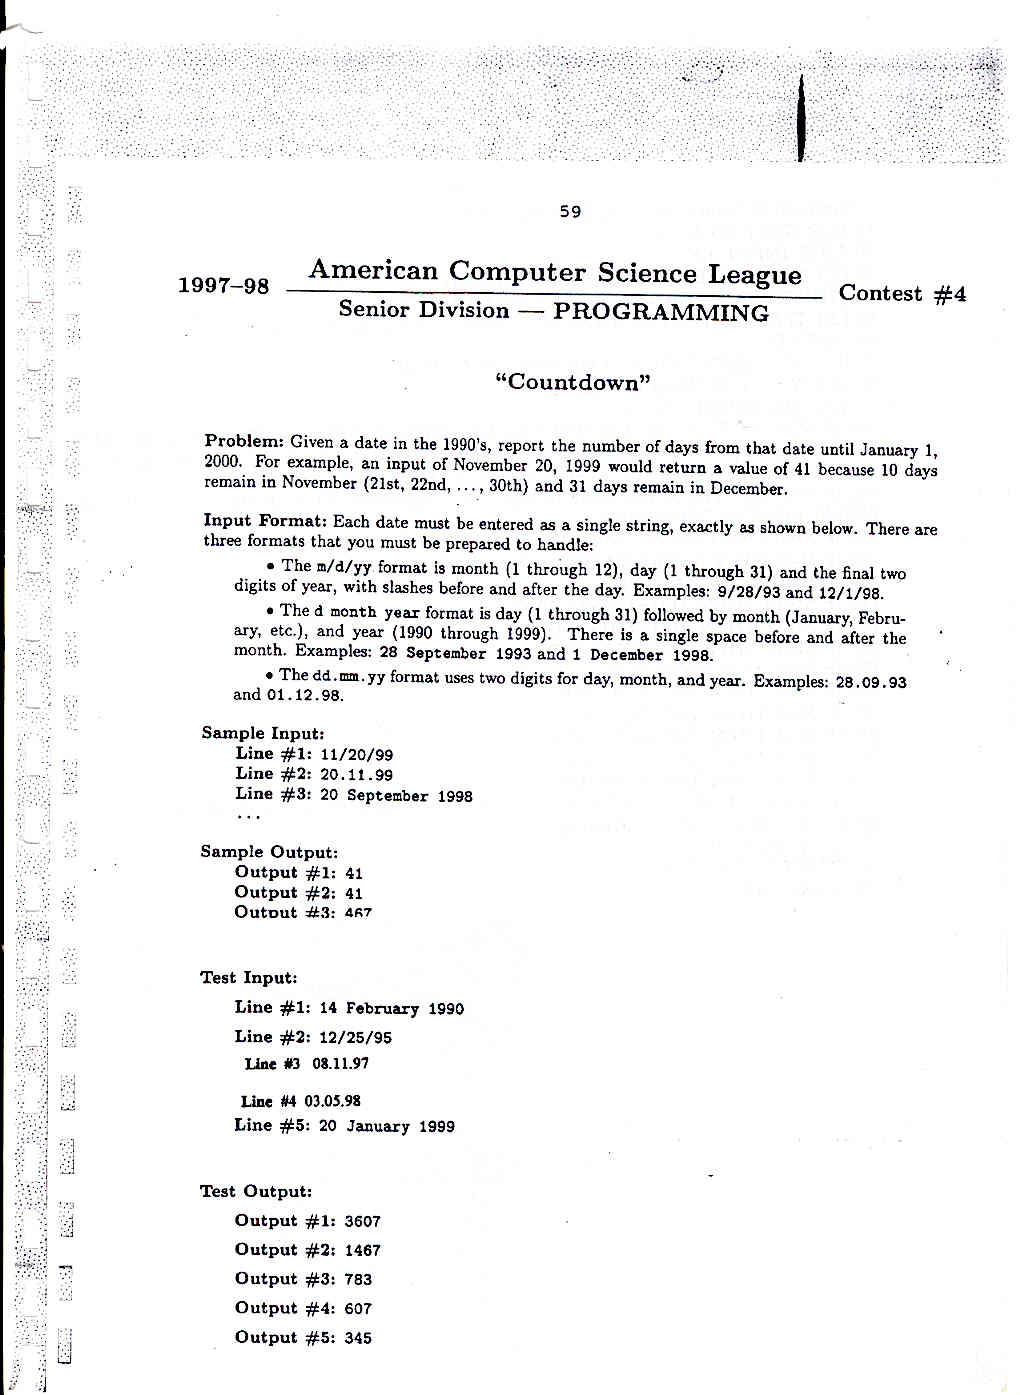 59
1997–98 American Computer Science League Contest #4
Senior Division — PROGRAMMING
“Countdown”
Problem: Given a date in the 1990's, report the number of days from that date until January 1,
2000. For example, an input of November 20, 1999 would return a value of 41 because 10 days
remain in November (21st, 22nd, ..., 30th) and 31 days remain in December.
Input Format: Each date must be entered as a single string, exactly as shown below. There are
three formats that you must be prepared to handle:
• The m/d/yy format is month (1 through 12), day (1 through 31) and the final two
digits of year, with slashes before and after the day. Examples: 9/28/93 and 12/1/98.
• The d month year format is day (1 through 31) followed by month (January, Febru-
ary, etc.), and year (1990 through 1999). There is a single space before and after the
month. Examples: 28 September 1993 and 1 December 1998.
• The dd.mm.yy format uses two digits for day, month, and year. Examples: 28.09.93
and 01.12.98.
Sample Input:
Line #1: 11/20/99
Line #2: 20.11.99
Line #3: 20 September 1998
...
Sample Output:
Output #1: 41
Output #2: 41
Output #3: 467
Test Input:
Line #1: 14 February 1990
Line #2: 12/25/95
Line #3 08.11.97
Line #4 03.05.98
Line #5: 20 January 1999
Test Output:
Output #1: 3607
Output #2: 1467
Output #3: 783
Output #4: 607
Output #5: 345